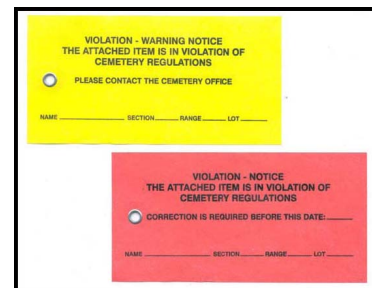 VIOLATION - WARNING NOTICE
THE ATTACHED ITEM IS IN VIOLATION OF
CEMETERY REGULATIONS
PLEASE CONTACT THE CEMETERY OFFICE
NAME SECTION RANGE LOT
VIOLATION - NOTICE
THE ATTACHED ITEM IS IN VIOLATION OF
CEMETERY REGULATIONS
CORRECTION IS REQUIRED BEFORE THIS DATE:
NAME SECTION RANGE LOT